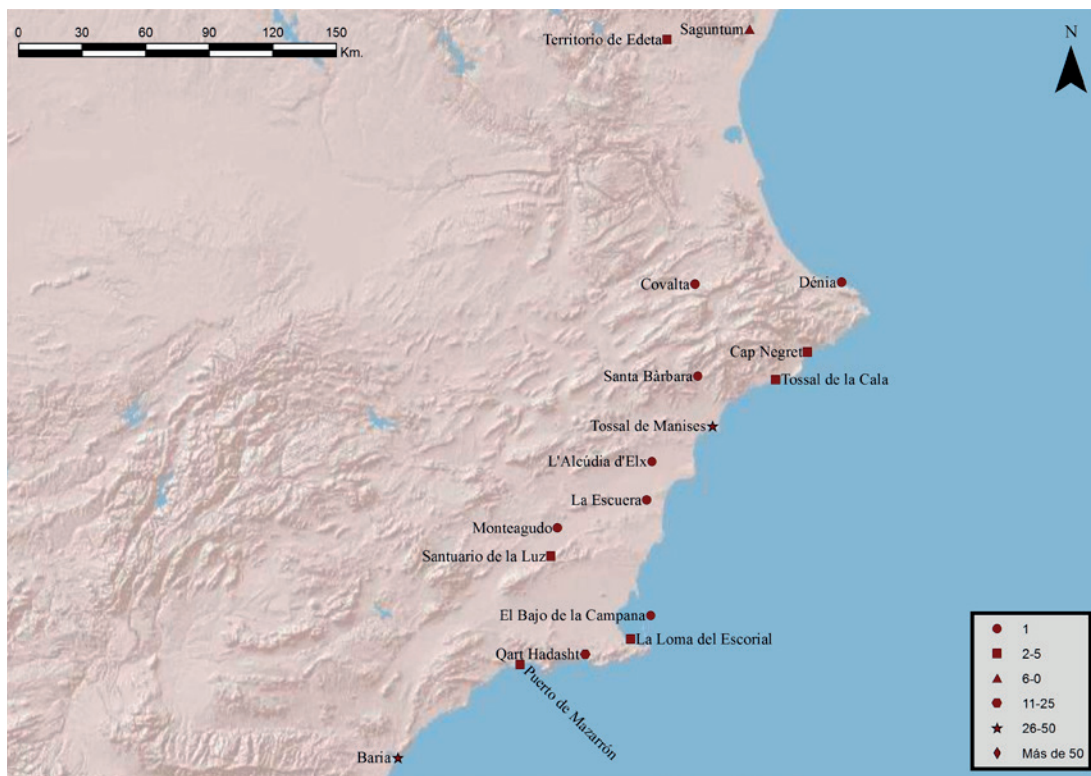 0 30 60 90 120 150
Km.
N
Saguntum
Territorio de Edeta
Covalta
Dénia
Cap Negret
Santa Bàrbara
Tossal de la Cala
Tossal de Manises
L'Alcúdia d'Elx
La Escuera
Monteagudo
Santuario de la Luz
El Bajo de la Campana
La Loma del Escorial
Qart Hadasht
Puerto de Mazarrón
Baria
1
2-5
6-0
11-25
26-50
Más de 50